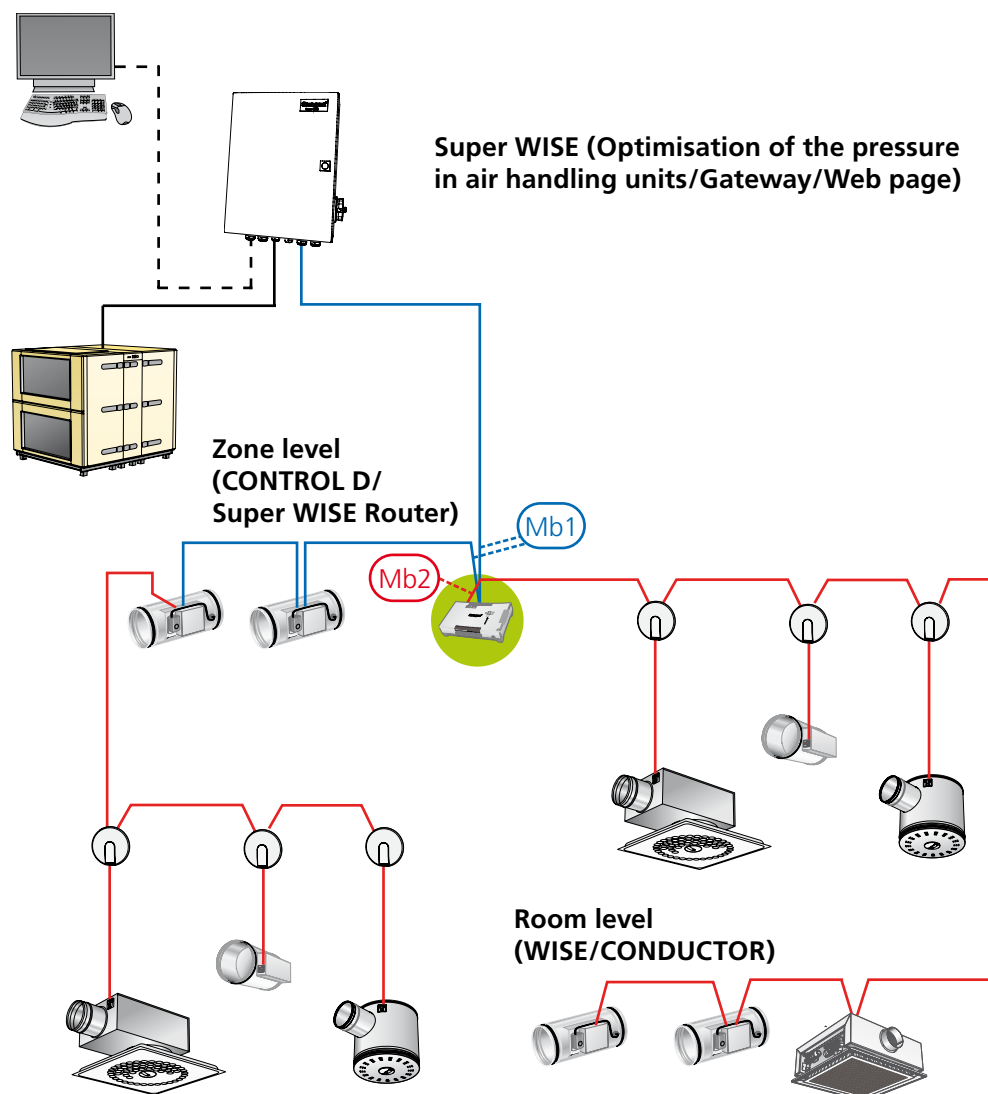 Super WISE (Optimisation of the pressure
in air handling units/Gateway/Web page)
Zone level
(CONTROL D/
Super WISE Router)
Mb1
Mb2
Room level
(WISE/CONDUCTOR)